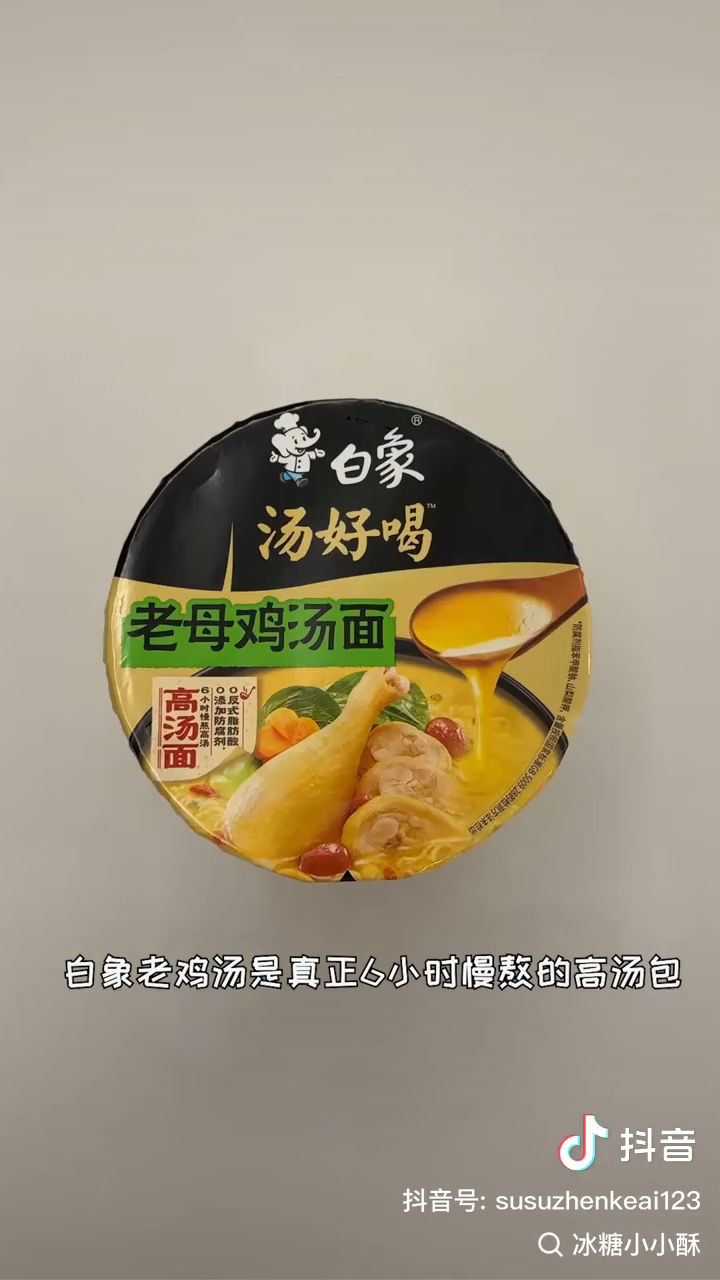 白象®
汤好喝™
老母鸡汤面
高汤面
6小时慢熬高汤
0添加防腐剂*
0反式脂肪酸
白象老鸡汤是真正6小时慢熬的高汤包
抖音
抖音号: susuzhenkeai123
冰糖小小酥